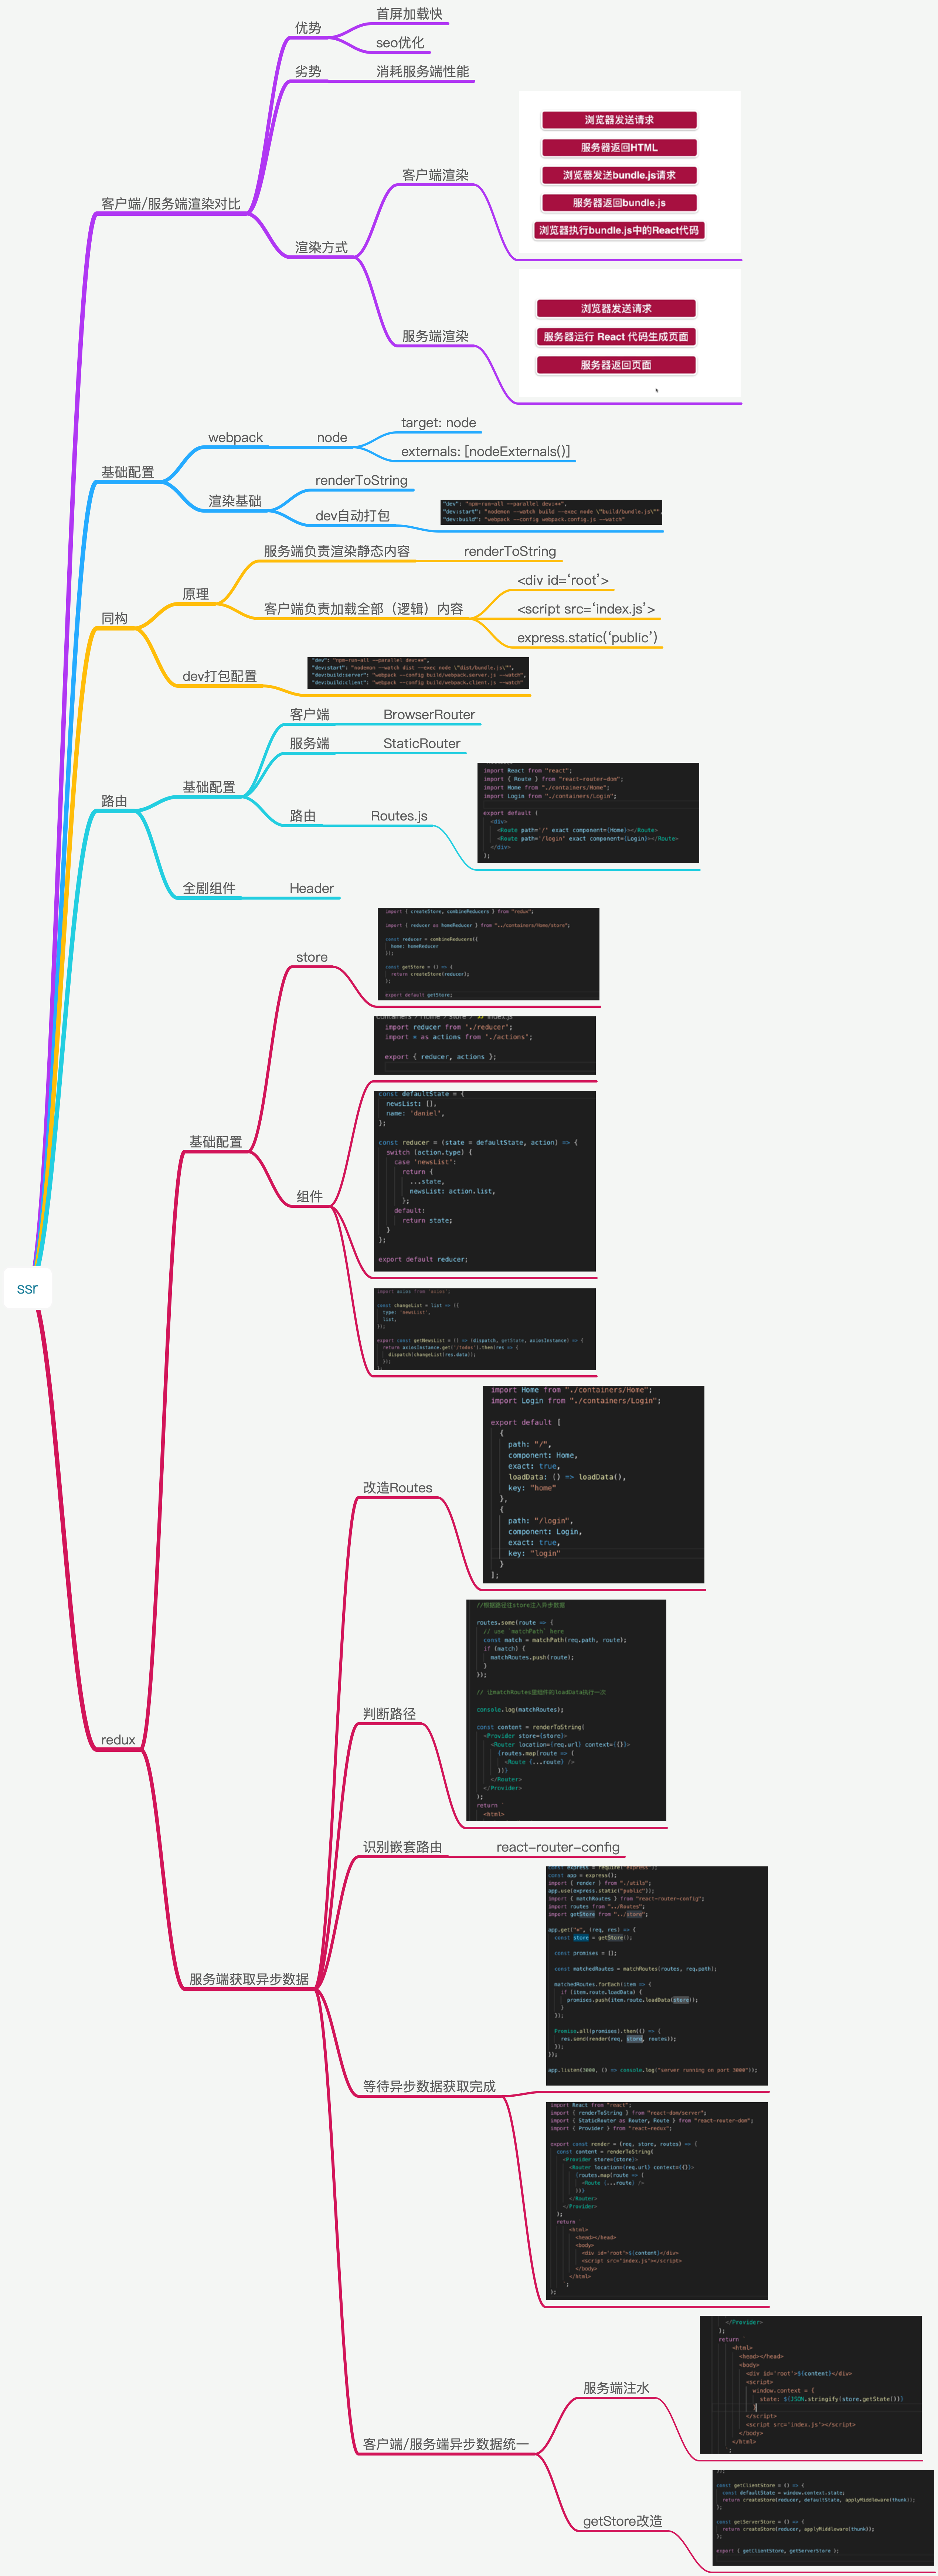 首屏加载快
优势
seo优化
劣势
消耗服务端性能
浏览器发送请求
服务器返回HTML
浏览器发送bundle.js请求
服务器返回bundle.js
浏览器执行bundle.js中的React代码
客户端渲染
客户端/服务端渲染对比
渲染方式
浏览器发送请求
服务器运行 React 代码生成页面
服务器返回页面
服务端渲染
target: node
webpack
node
externals: [nodeExternals()]
基础配置
renderToString
渲染基础
dev自动打包
"dev": "npm-run-all --parallel dev:**",
"dev:start": "nodemon --watch build --exec node \"build/bundle.js\"",
"dev:build": "webpack --config webpack.config.js --watch"
服务端负责渲染静态内容
renderToString
原理
<div id=‘root’>
客户端负责加载全部（逻辑）内容
<script src=‘index.js’>
同构
express.static(‘public’)
dev打包配置
"dev": "npm-run-all --parallel dev:**",
"dev:start": "nodemon --watch dist --exec node \"dist/bundle.js\"",
"dev:build:server": "webpack --config build/webpack.server.js --watch",
"dev:build:client": "webpack --config build/webpack.client.js --watch"
客户端
BrowserRouter
服务端
StaticRouter
基础配置
路由
路由
Routes.js
import React from "react";
import { Route } from "react-router-dom";
import Home from "./containers/Home";
import Login from "./containers/Login";
export default (
<div>
<Route path='/' exact component={Home}></Route>
<Route path='/login' exact component={Login}></Route>
</div>
);
全剧组件
Header
import { createStore, combineReducers } from "redux";
import { reducer as homeReducer } from "../containers/Home/store";
const reducer = combineReducers({
home: homeReducer
});
const getStore = () => {
return createStore(reducer);
};
export default getStore;
store
import reducer from './reducer';
import * as actions from './actions';
export { reducer, actions };
基础配置
组件
const defaultState = {
newsList: [],
name: 'daniel',
};
const reducer = (state = defaultState, action) => {
switch (action.type) {
case 'newsList':
return {
...state,
newsList: action.list,
};
default:
return state;
}
};
export default reducer;
ssr
import axios from 'axios';
const changeList = list => ({
type: 'newsList',
list,
});
export const getNewsList = () => (dispatch, getState, axiosInstance) => {
return axiosInstance.get('/todos').then(res => {
dispatch(changeList(res.data));
});
改造Routes
import Home from "./containers/Home";
import Login from "./containers/Login";
export default [
{
path: "/",
component: Home,
exact: true,
loadData: () => loadData(),
key: "home"
},
{
path: "/login",
component: Login,
exact: true,
key: "login"
}
];
redux
判断路径
//根据路径往store注入异步数据
routes.some(route => {
// use `matchPath` here
const match = matchPath(req.path, route);
if (match) {
matchRoutes.push(route);
}
});
console.log(matchRoutes);
const content = renderToString(
<Provider store={store}>
<Router location={req.url} context={{}}>
{routes.map(route => (
<Route {...route} />
))}
</Router>
</Provider>
);
return `
<html>
识别嵌套路由
react-router-config
服务端获取异步数据
等待异步数据获取完成
const express = require('express');
const app = express();
import { render } from "./utils";
app.use(express.static("public"));
import { matchRoutes } from "react-router-config";
import routes from "../Routes";
import getStore from "../store";
app.get("*", (req, res) => {
const store = getStore();
const promises = [];
const matchedRoutes = matchRoutes(routes, req.path);
matchedRoutes.forEach(item => {
if (item.route.loadData) {
promises.push(item.route.loadData(store));
}
});
Promise.all(promises).then(() => {
res.send(render(req, store, routes));
});
});
app.listen(3000, () => console.log("server running on port 3000"));
import React from "react";
import { renderToString } from "react-dom/server";
import { StaticRouter as Router, Route } from "react-router-dom";
import { Provider } from "react-redux";
export const render = (req, store, routes) => {
const content = renderToString(
<Provider store={store}>
<Router location={req.url} context={{}}>
{routes.map(route => (
<Route {...route} />
))}
</Router>
</Provider>
);
return `
<html>
<head></head>
<body>
<div id='root'>${content}</div>
<script src='index.js'></script>
</body>
</html>
`;
};
客户端/服务端异步数据统一
服务端注水
</Provider>
);
return `
<html>
<head></head>
<body>
<div id='root'>${content}</div>
<script>
window.context = {
state: ${JSON.stringify(store.getState())}
}
</script>
<script src='index.js'></script>
</body>
</html>
`;
getStore改造
});
const getClientStore = () => {
const defaultState = window.context.state;
return createStore(reducer, defaultState, applyMiddleware(thunk));
};
const getServerStore = () => {
return createStore(reducer, applyMiddleware(thunk));
};
export { getClientStore, getServerStore };